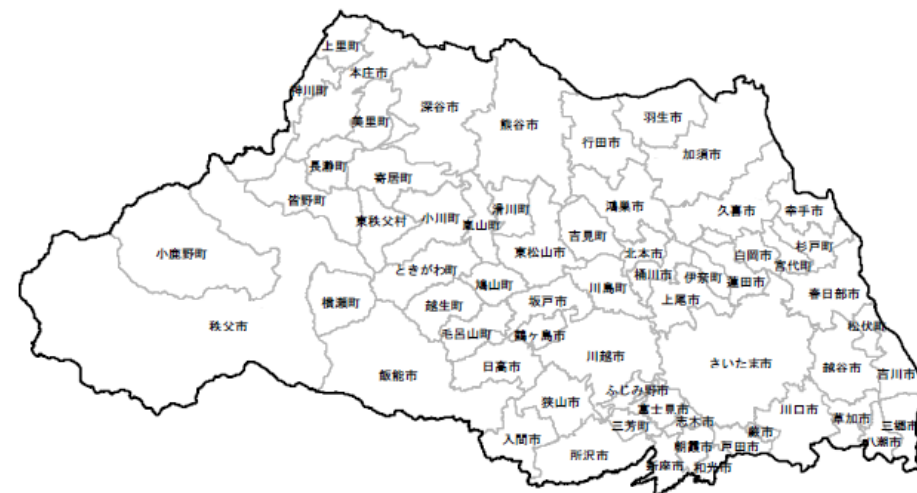 上里町
本庄市
神川町
美里町
深谷市
熊谷市
羽生市
行田市
加須市
長瀞町
寄居町
皆野町
東秩父村
小川町
嵐山町
滑川町
鴻巣市
久喜市
幸手市
吉見町
東松山市
北本市
白岡市
杉戸町
宮代町
小鹿野町
ときがわ町
鳩山町
川島町
桶川市
伊奈町
蓮田市
春日部市
横瀬町
越生町
坂戸市
上尾市
秩父市
毛呂山町
鶴ヶ島市
松伏町
川越市
さいたま市
越谷市
吉川市
飯能市
日高市
ふじみ野市
狭山市
富士見市
川口市
三芳町
志木市
草加市
三郷市
入間市
蕨市
朝霞市
戸田市
八潮市
所沢市
新座市
和光市